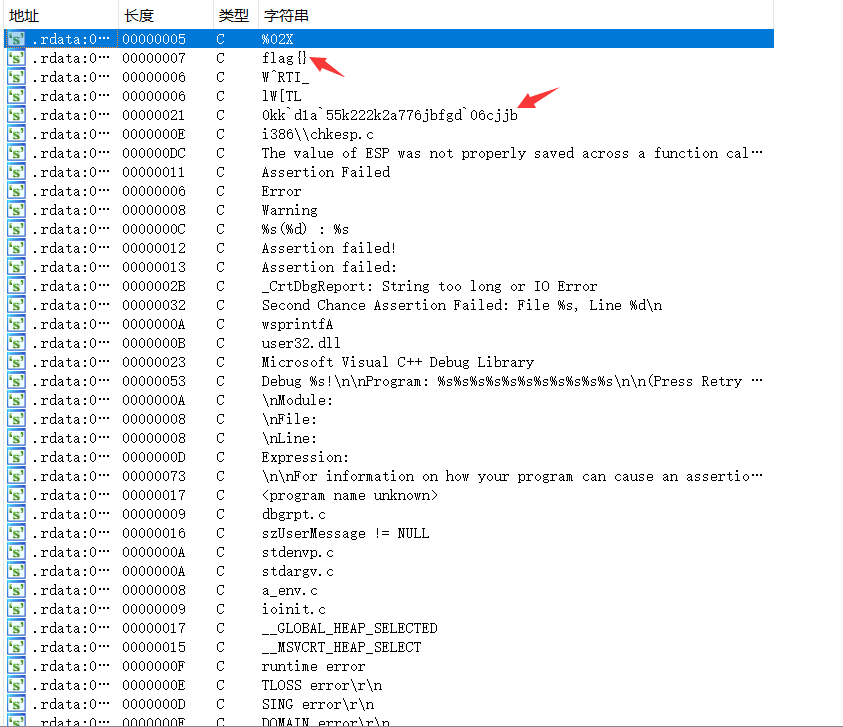 地址 长度 类型 字符串
.rdata:0… 00000005 C %02X
.rdata:0… 00000007 C flag{}
.rdata:0… 00000006 C W^RTI_
.rdata:0… 00000006 C lW[TL
.rdata:0… 00000021 C 0kk`d1a`55k222k2a776jbfgd`06cjjb
.rdata:0… 0000000E C i386\\chkesp.c
.rdata:0… 000000DC C The value of ESP was not properly saved across a function cal…
.rdata:0… 00000011 C Assertion Failed
.rdata:0… 00000006 C Error
.rdata:0… 00000008 C Warning
.rdata:0… 0000000C C %s(%d) : %s
.rdata:0… 00000012 C Assertion failed!
.rdata:0… 00000013 C Assertion failed:
.rdata:0… 0000002B C _CrtDbgReport: String too long or IO Error
.rdata:0… 00000032 C Second Chance Assertion Failed: File %s, Line %d\n
.rdata:0… 0000000A C wsprintfA
.rdata:0… 0000000B C user32.dll
.rdata:0… 00000023 C Microsoft Visual C++ Debug Library
.rdata:0… 00000053 C Debug %s!\n\nProgram: %s%s%s%s%s%s%s%s%s%s%s\n\n(Press Retry …
.rdata:0… 0000000A C \nModule:
.rdata:0… 00000008 C \nFile:
.rdata:0… 00000008 C \nLine:
.rdata:0… 0000000D C Expression:
.rdata:0… 00000073 C \n\nFor information on how your program can cause an assertio…
.rdata:0… 00000017 C <program name unknown>
.rdata:0… 00000009 C dbgrpt.c
.rdata:0… 00000016 C szUserMessage != NULL
.rdata:0… 0000000A C stdenvp.c
.rdata:0… 0000000A C stdargv.c
.rdata:0… 00000008 C a_env.c
.rdata:0… 00000009 C ioinit.c
.rdata:0… 00000017 C __GLOBAL_HEAP_SELECTED
.rdata:0… 00000015 C __MSVCRT_HEAP_SELECT
.rdata:0… 0000000F C runtime error
.rdata:0… 0000000E C TLOSS error\r\n
.rdata:0… 0000000D C SING error\r\n
.rdata:0… 0000000F C DOMAIN error\r\n